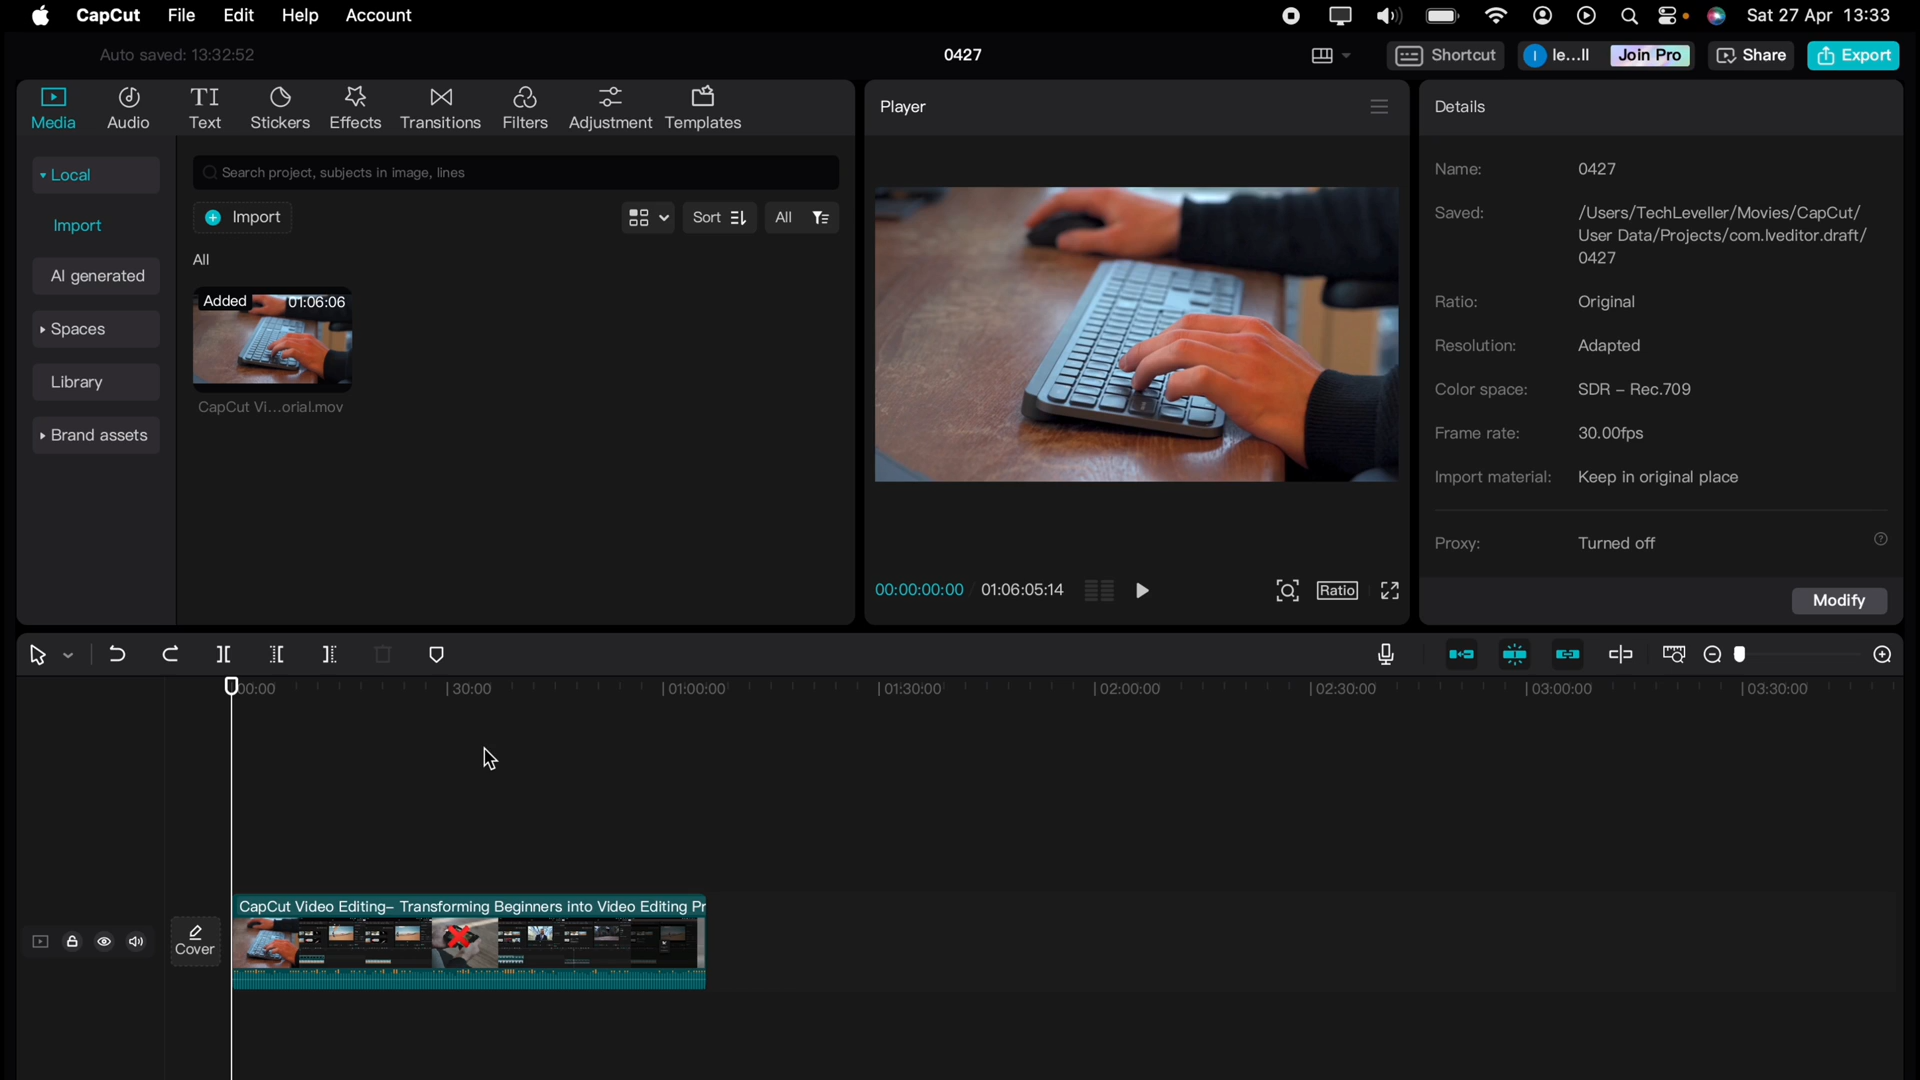 CapCut File Edit Help Account Sat 27 Apr 13:33
Auto saved: 13:32:52 0427 Shortcut I le...ll Join Pro Share Export
Media Audio Text Stickers Effects Transitions Filters Adjustment Templates
Local
Import
AI generated
Spaces
Library
Brand assets
Search project, subjects in image, lines
Import Sort All
All
Added 01:06:06
CapCut Vi...orial.mov
Player
00:00:00:00 / 01:06:05:14 Ratio
Details
Name: 0427
Saved: /Users/TechLeveller/Movies/CapCut/
User Data/Projects/com.lveditor.draft/
0427
Ratio: Original
Resolution: Adapted
Color space: SDR – Rec.709
Frame rate: 30.00fps
Import material: Keep in original place
Proxy: Turned off
Modify
00:00 |30:00 |01:00:00 |01:30:00 |02:00:00 |02:30:00 |03:00:00 |03:30:00
Cover
CapCut Video Editing– Transforming Beginners into Video Editing Pr